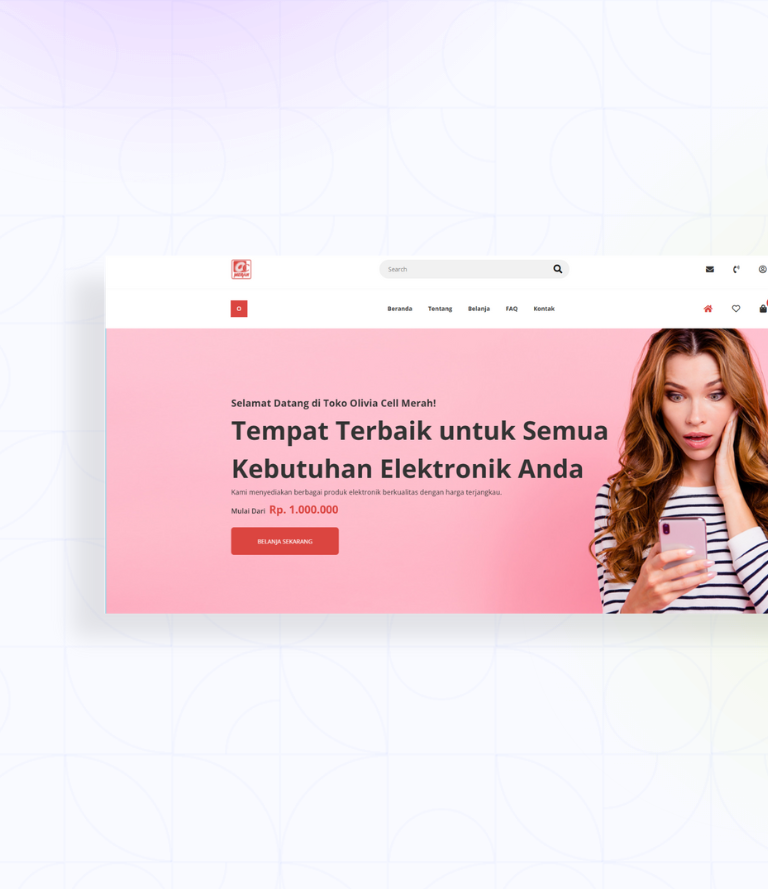 Search
O
Beranda Tentang Belanja FAQ Kontak
Selamat Datang di Toko Olivia Cell Merah!
Tempat Terbaik untuk Semua
Kebutuhan Elektronik Anda
Kami menyediakan berbagai produk elektronik berkualitas dengan harga terjangkau.
Mulai Dari Rp. 1.000.000
BELANJA SEKARANG